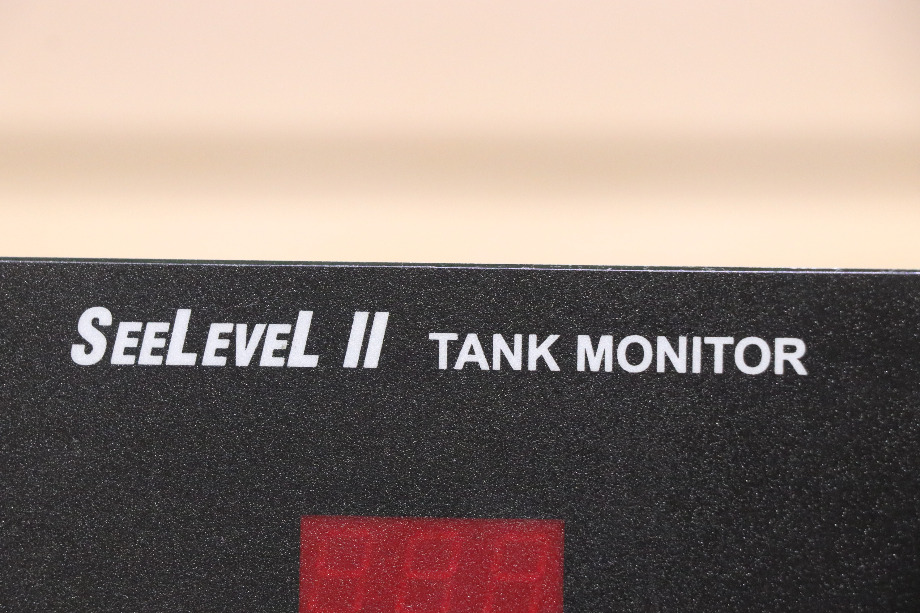 SEELEVEL II TANK MONITOR